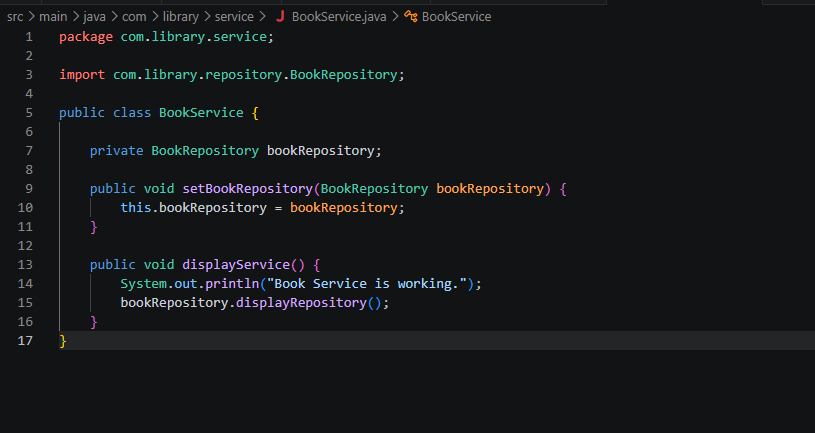 src > main > java > com > library > service > J BookService.java > BookService
1 package com.library.service;
2
3 import com.library.repository.BookRepository;
4
5 public class BookService {
6
7     private BookRepository bookRepository;
8
9     public void setBookRepository(BookRepository bookRepository) {
10         this.bookRepository = bookRepository;
11     }
12
13     public void displayService() {
14         System.out.println("Book Service is working.");
15         bookRepository.displayRepository();
16     }
17 }